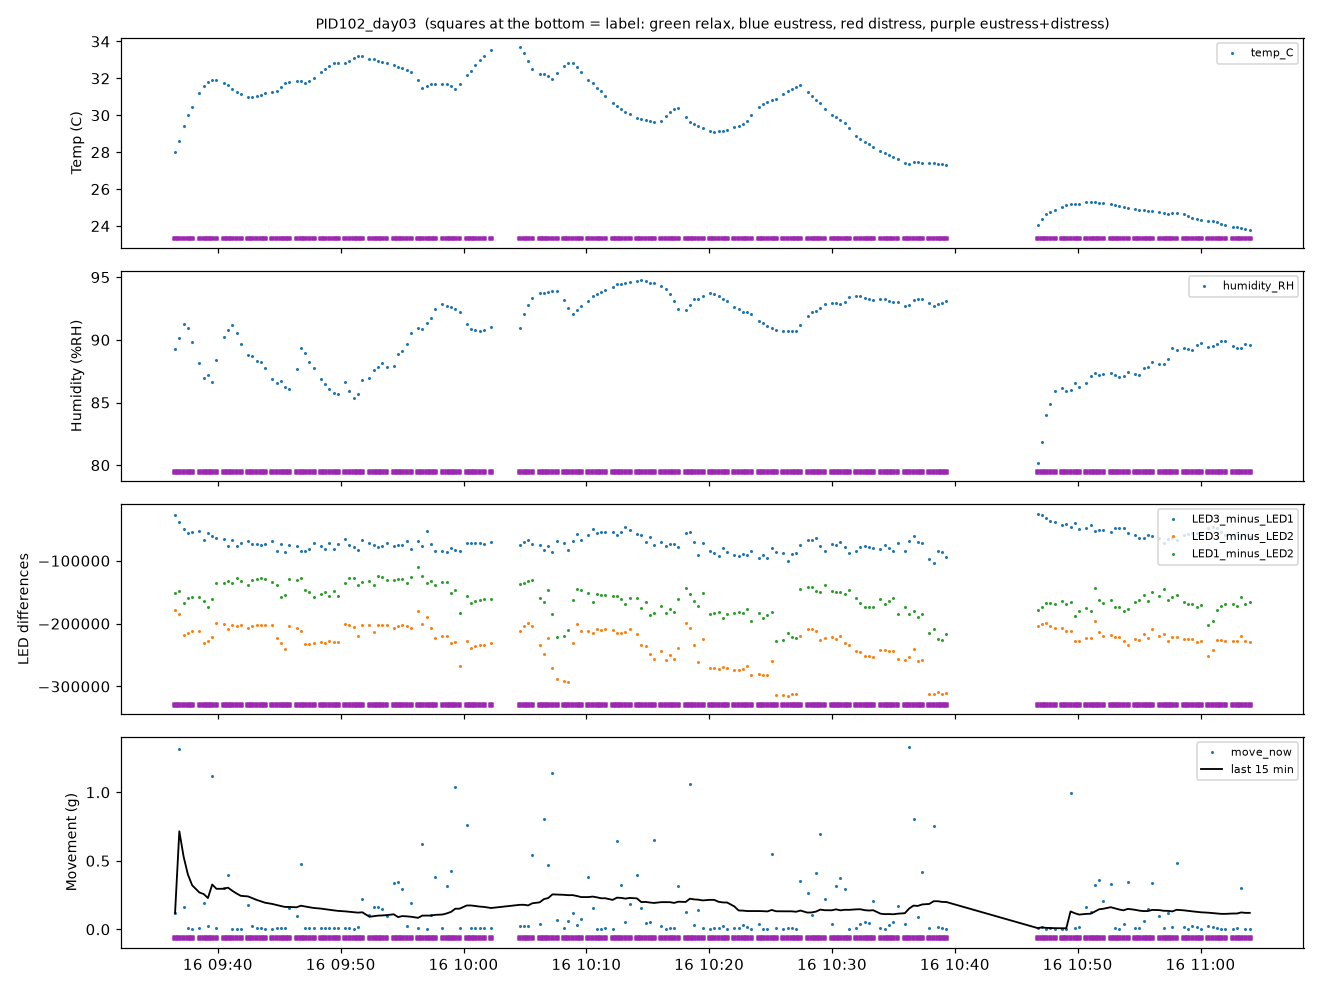 PID102_day03 (squares at the bottom = label: green relax, blue eustress, red distress, purple eustress+distress)
Temp (C)
34
32
30
28
26
24
temp_C
Humidity (%RH)
95
90
85
80
humidity_RH
LED differences
−100000
−200000
−300000
LED3_minus_LED1
LED3_minus_LED2
LED1_minus_LED2
Movement (g)
1.0
0.5
0.0
move_now
last 15 min
16 09:40 16 09:50 16 10:00 16 10:10 16 10:20 16 10:30 16 10:40 16 10:50 16 11:00